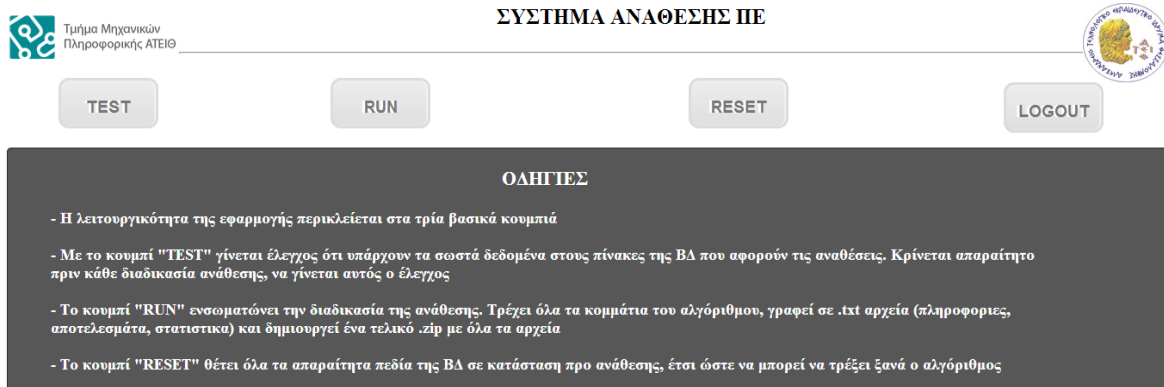 Τμήμα Μηχανικών
Πληροφορικής ΑΤΕΙΘ
ΣΥΣΤΗΜΑ ΑΝΑΘΕΣΗΣ ΠΕ
TEST
RUN
RESET
LOGOUT
ΟΔΗΓΙΕΣ
- Η λειτουργικότητα της εφαρμογής περικλείεται στα τρία βασικά κουμπιά
- Με το κουμπί "TEST" γίνεται έλεγχος ότι υπάρχουν τα σωστά δεδομένα στους πίνακες της ΒΔ που αφορούν τις αναθέσεις. Κρίνεται απαραίτητο
πριν κάθε διαδικασία ανάθεσης, να γίνεται αυτός ο έλεγχος
- Το κουμπί "RUN" ενσωματώνει την διαδικασία της ανάθεσης. Τρέχει όλα τα κομμάτια του αλγόριθμου, γραφεί σε .txt αρχεία (πληροφοριες,
αποτελεσμάτα, στατιστικα) και δημιουργεί ένα τελικό .zip με όλα τα αρχεία
- Το κουμπί "RESET" θέτει όλα τα απαραίτητα πεδία της ΒΔ σε κατάσταση προ ανάθεσης, έτσι ώστε να μπορεί να τρέξει ξανά ο αλγόριθμος